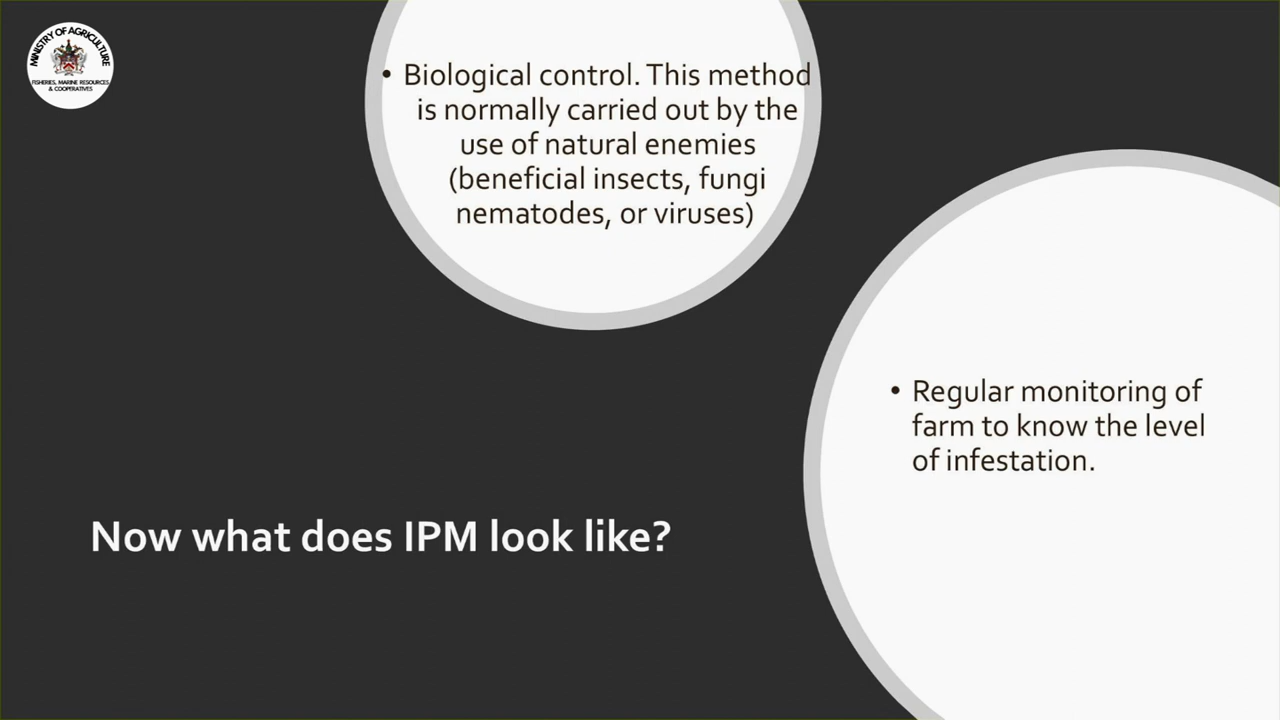 MINISTRY OF AGRICULTURE
FISHERIES, MARINE RESOURCES
& COOPERATIVES
• Biological control. This method
is normally carried out by the
use of natural enemies
(beneficial insects, fungi
nematodes, or viruses)
• Regular monitoring of
farm to know the level
of infestation.
Now what does IPM look like?